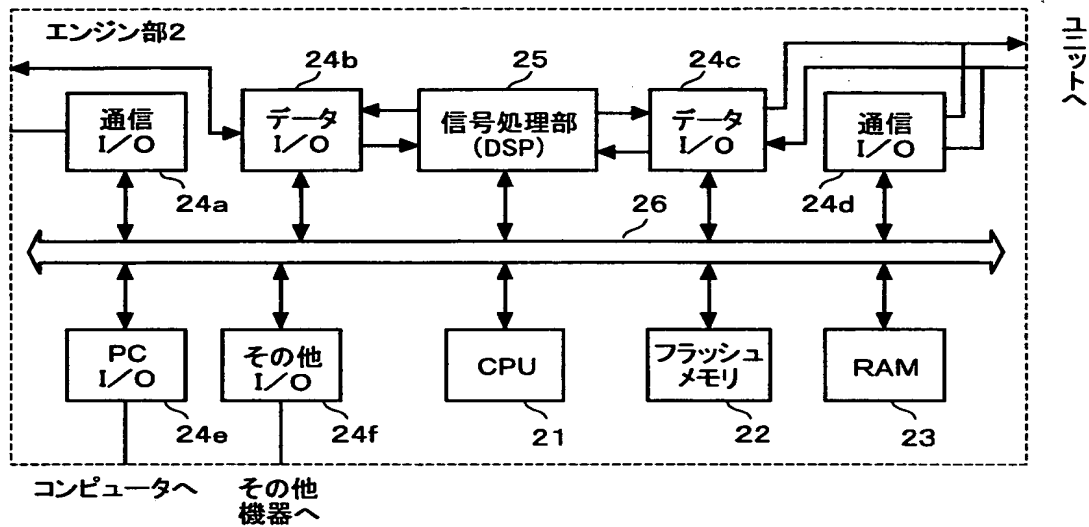 エンジン部2
ユニットへ
24b
25
24c
通信
I/O
データ
I/O
信号処理部
(DSP)
データ
I/O
通信
I/O
24a
24d
26
PC
I/O
その他
I/O
CPU
フラッシュ
メモリ
RAM
24e
24f
21
22
23
コンピュータへ
その他
機器へ